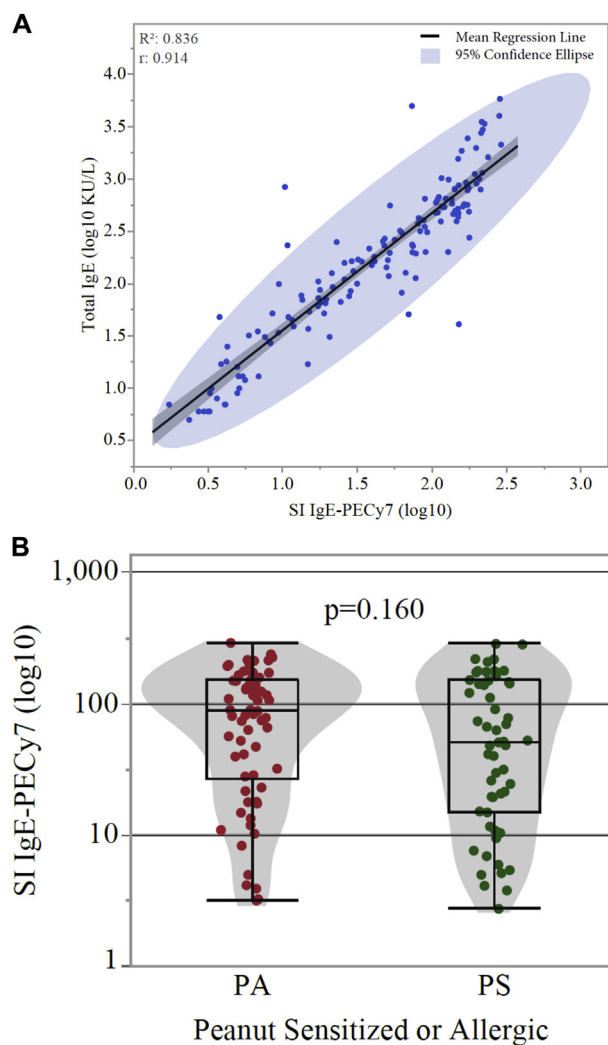 A
R²: 0.836
r: 0.914
Mean Regression Line
95% Confidence Ellipse
4.0
3.5
3.0
2.5
2.0
1.5
1.0
0.5
Total IgE (log10 KU/L)
0.0 0.5 1.0 1.5 2.0 2.5 3.0
SI IgE-PECy7 (log10)
B
1,000
p=0.160
100
10
1
SI IgE-PECy7 (log10)
PA PS
Peanut Sensitized or Allergic